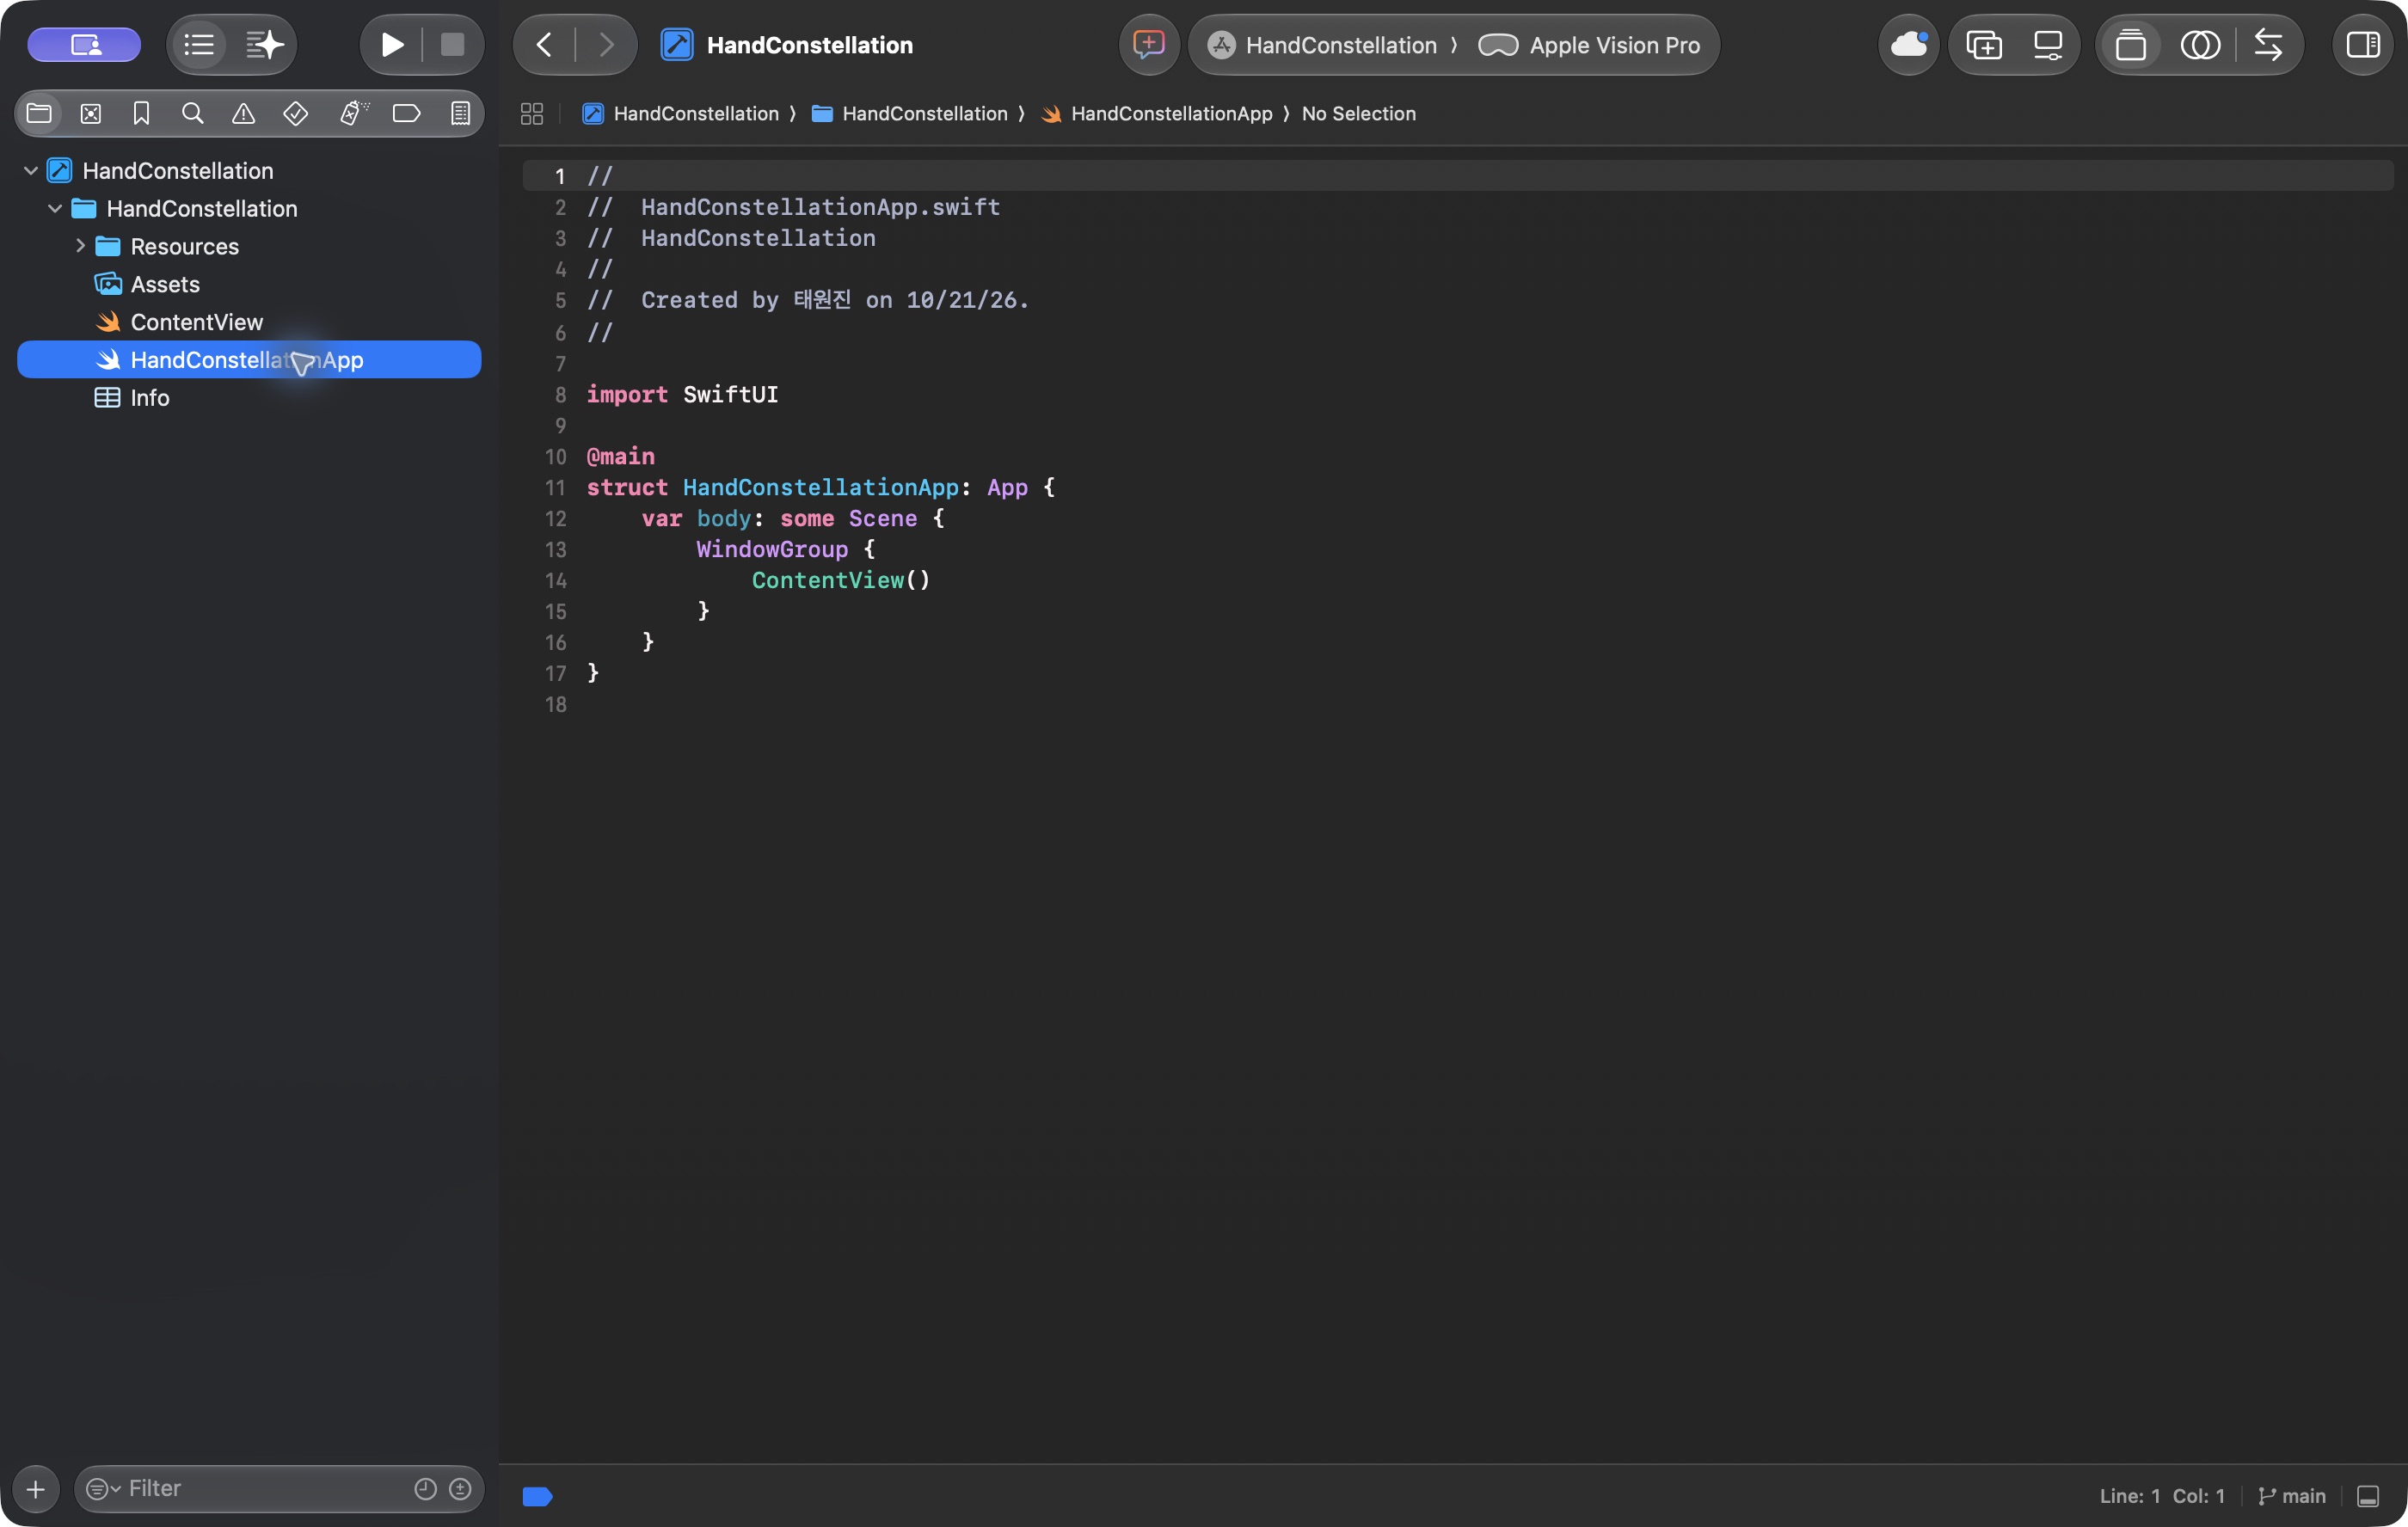 HandConstellation
HandConstellation 〉 Apple Vision Pro
HandConstellation 〉 HandConstellation 〉 HandConstellationApp 〉 No Selection
HandConstellation
HandConstellation
Resources
Assets
ContentView
HandConstellationApp
Info
Filter
1 //
2 //  HandConstellationApp.swift
3 //  HandConstellation
4 //
5 //  Created by 태원진 on 10/21/26.
6 //
7
8 import SwiftUI
9
10 @main
11 struct HandConstellationApp: App {
12     var body: some Scene {
13         WindowGroup {
14             ContentView()
15         }
16     }
17 }
18
Line: 1 Col: 1 main